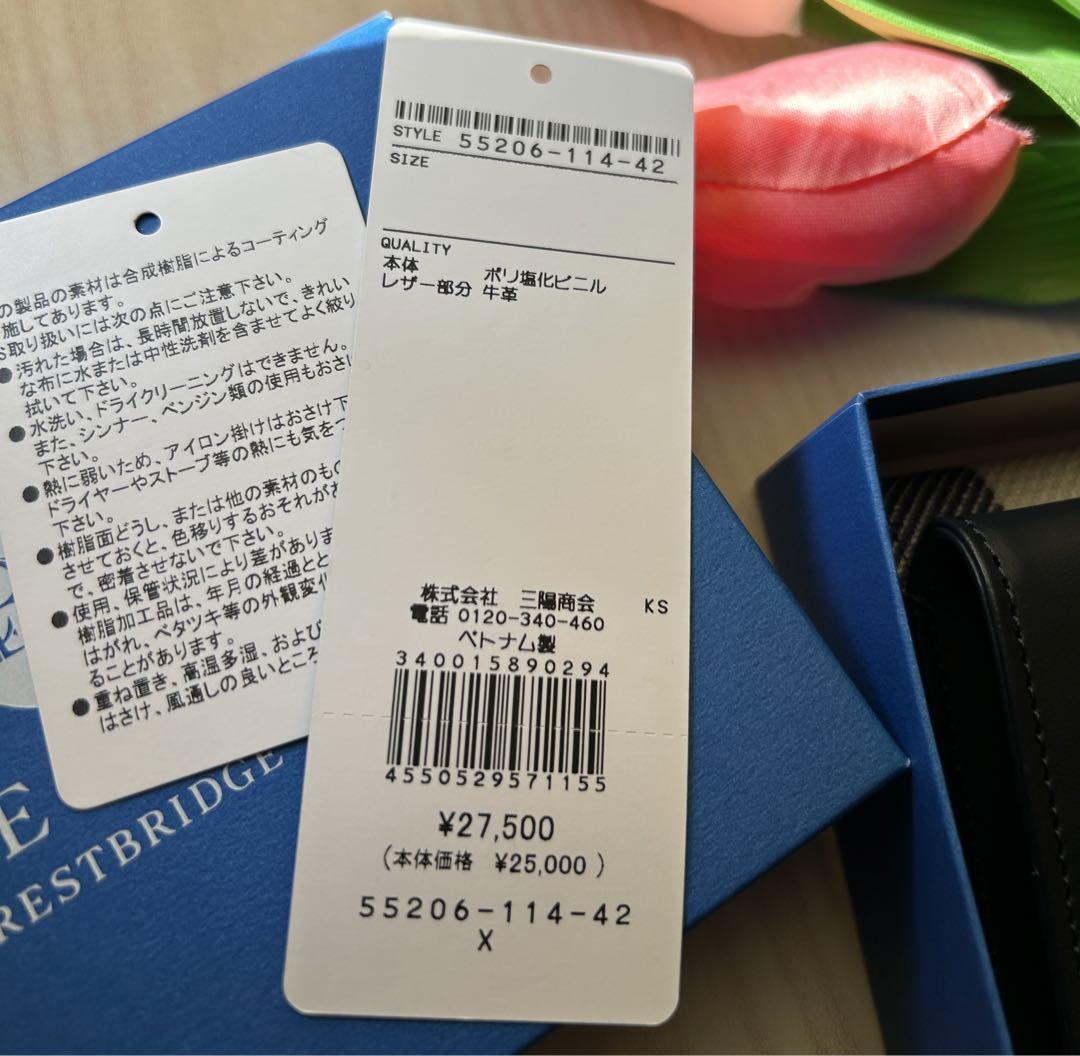 の製品の素材は合成樹脂によるコーティング
施してあります。
取り扱いには次の点にご注意下さい。
●汚れた場合は、長時間放置しないで、きれい
な布に水または中性洗剤を含ませてよく絞り
拭いて下さい。
●水洗い、ドライクリーニングはできません。
また、シンナー、ベンジン類の使用もおさけ
下さい。
●熱に弱いため、アイロン掛けはおさけ下
ドライヤーやストーブ等の熱にも気をつ
下さい。
●樹脂面どうし、または他の素材のもの
させておくと、色移りするおそれがお
で、密着させないで下さい。
●使用、保管状況により差がありま
樹脂加工品は、年月の経過とと
はがれ、ベタツキ等の外観変化
ることがあります。
●重ね置き、高温多湿、および
はさけ、風通しの良いところ
STYLE 55206-114-42
SIZE
QUALITY
本体 ポリ塩化ビニル
レザー部分 牛革
株式会社 三陽商会 KS
電話 0120-340-460
ベトナム製
340015890294
4550529571155
¥27,500
(本体価格 ¥25,000 )
55206-114-42
X
E
RESTBRIDGE